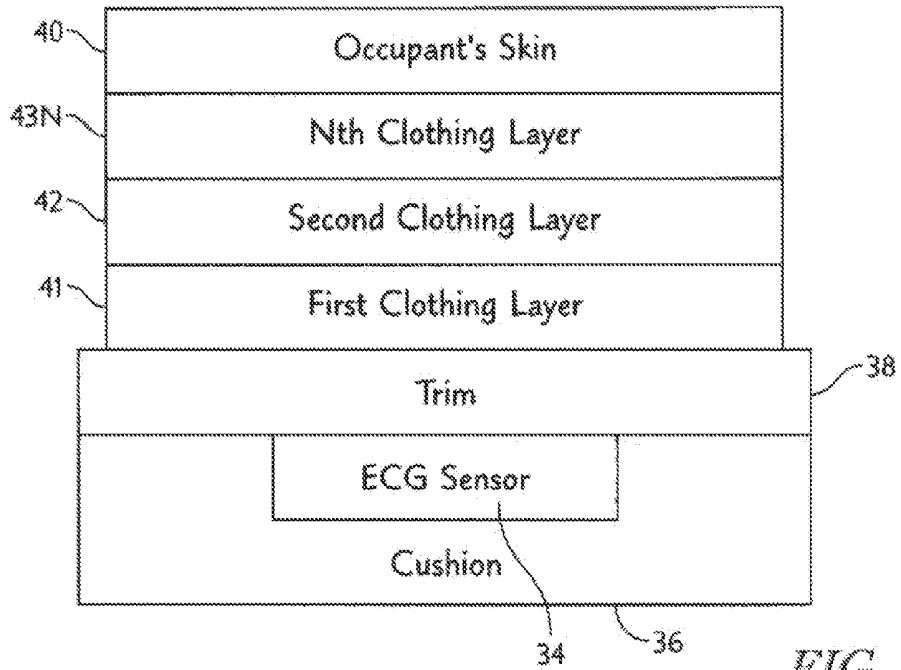 40
Occupant's Skin
43N
Nth Clothing Layer
42
Second Clothing Layer
41
First Clothing Layer
Trim
38
ECG Sensor
Cushion
34
36
FIG